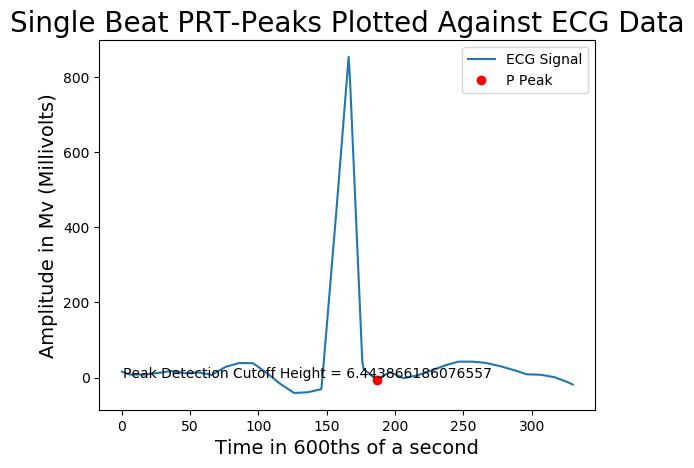 Single Beat PRT-Peaks Plotted Against ECG Data
ECG Signal
P Peak
Amplitude in Mv (Millivolts)
800
600
400
200
0
Peak Detection Cutoff Height = 6.443866186076557
0 50 100 150 200 250 300
Time in 600ths of a second